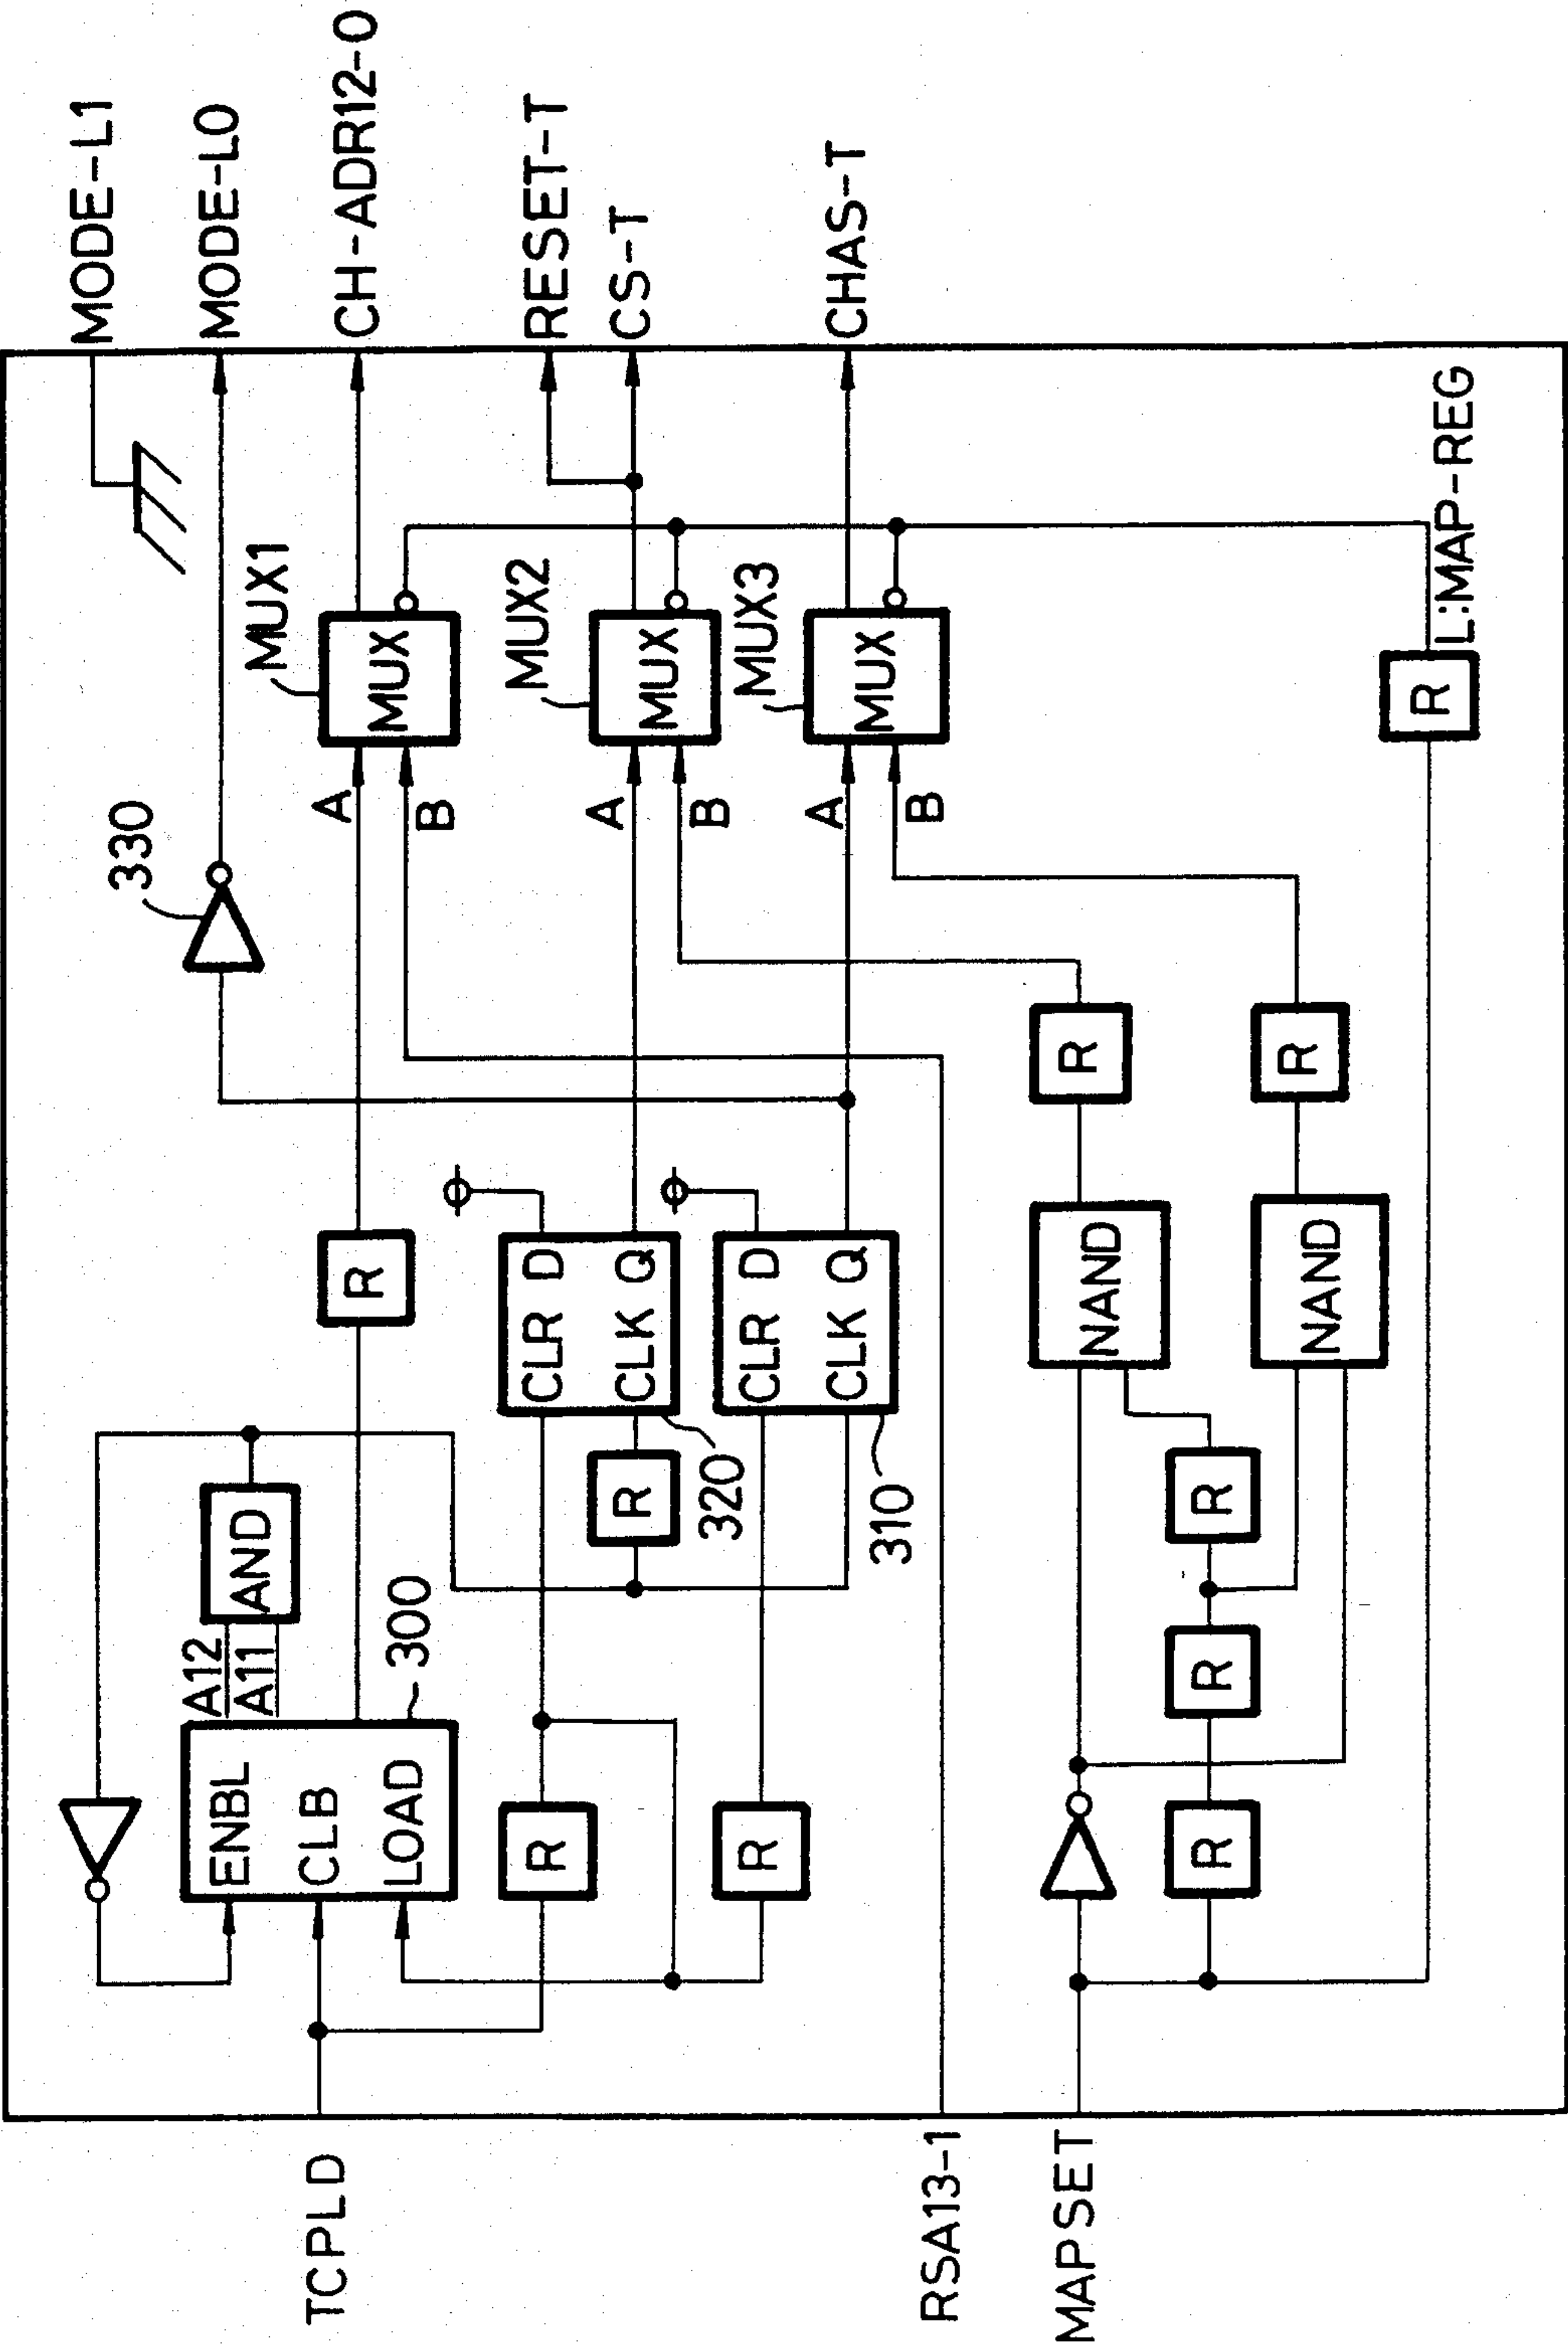 MODE-L1
MODE-L0
CH-ADR12-0
RESET-T
CS-T
CHAS-T
MUX1
MUX
MUX2
MUX
MUX3
MUX
330
A
B
A
B
A
B
L:MAP-REG
R
R
R
R
CLR D
CLK Q
CLR D
CLK Q
NAND
NAND
AND
R
320
310
R
A12
A11
300
R
ENBL
CLB
LOAD
R
R
R
TCPLD
RSA13-1
MAPSET